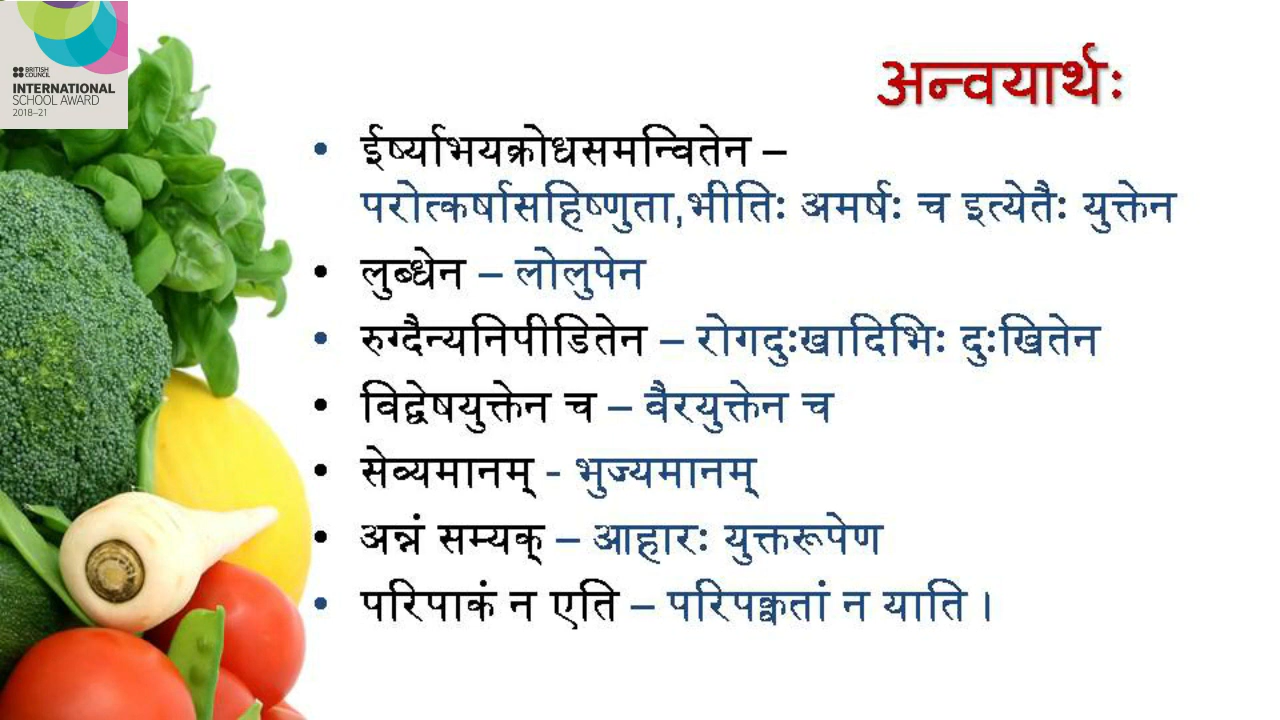 BRITISH
COUNCIL
INTERNATIONAL
SCHOOL AWARD
2018–21
अन्वयार्थः
• ईर्ष्याभयक्रोधसमन्वितेन –
परोत्कर्षासहिष्णुता,भीतिः अमर्षः च इत्येतैः युक्तेन
• लुब्धेन – लोलुपेन
• रुग्दैन्यनिपीडितेन – रोगदुःखादिभिः दुःखितेन
• विद्वेषयुक्तेन च – वैरयुक्तेन च
• सेव्यमानम् - भुज्यमानम्
• अन्नं सम्यक् – आहारः युक्तरूपेण
• परिपाकं न एति – परिपक्वतां न याति ।